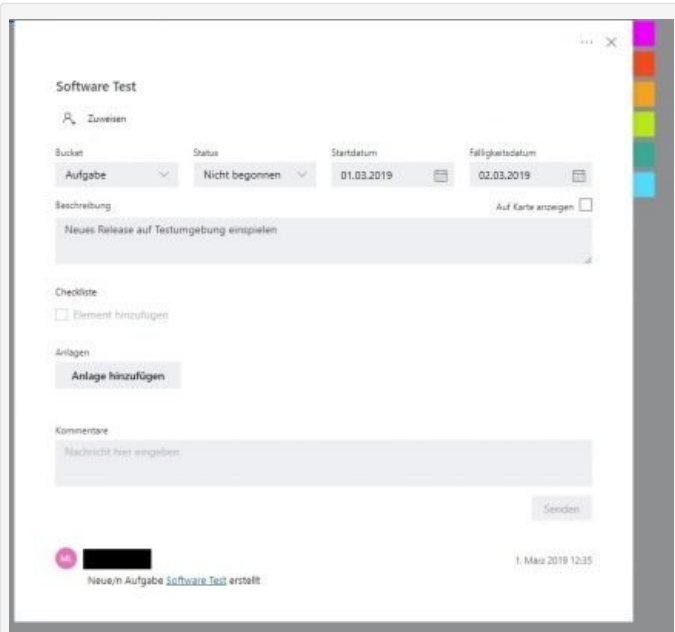 Software Test
Zuweisen
Bucket Status Startdatum Fälligkeitsdatum
Aufgabe Nicht begonnen 01.03.2019 02.03.2019
Beschreibung Auf Karte anzeigen
Neues Release auf Testumgebung einspielen
Checkliste
Element hinzufügen
Anlagen
Anlage hinzufügen
Kommentare
Nachricht hier eingeben
Senden
1. März 2019 12:35
Neue/n Aufgabe Software Test erstellt